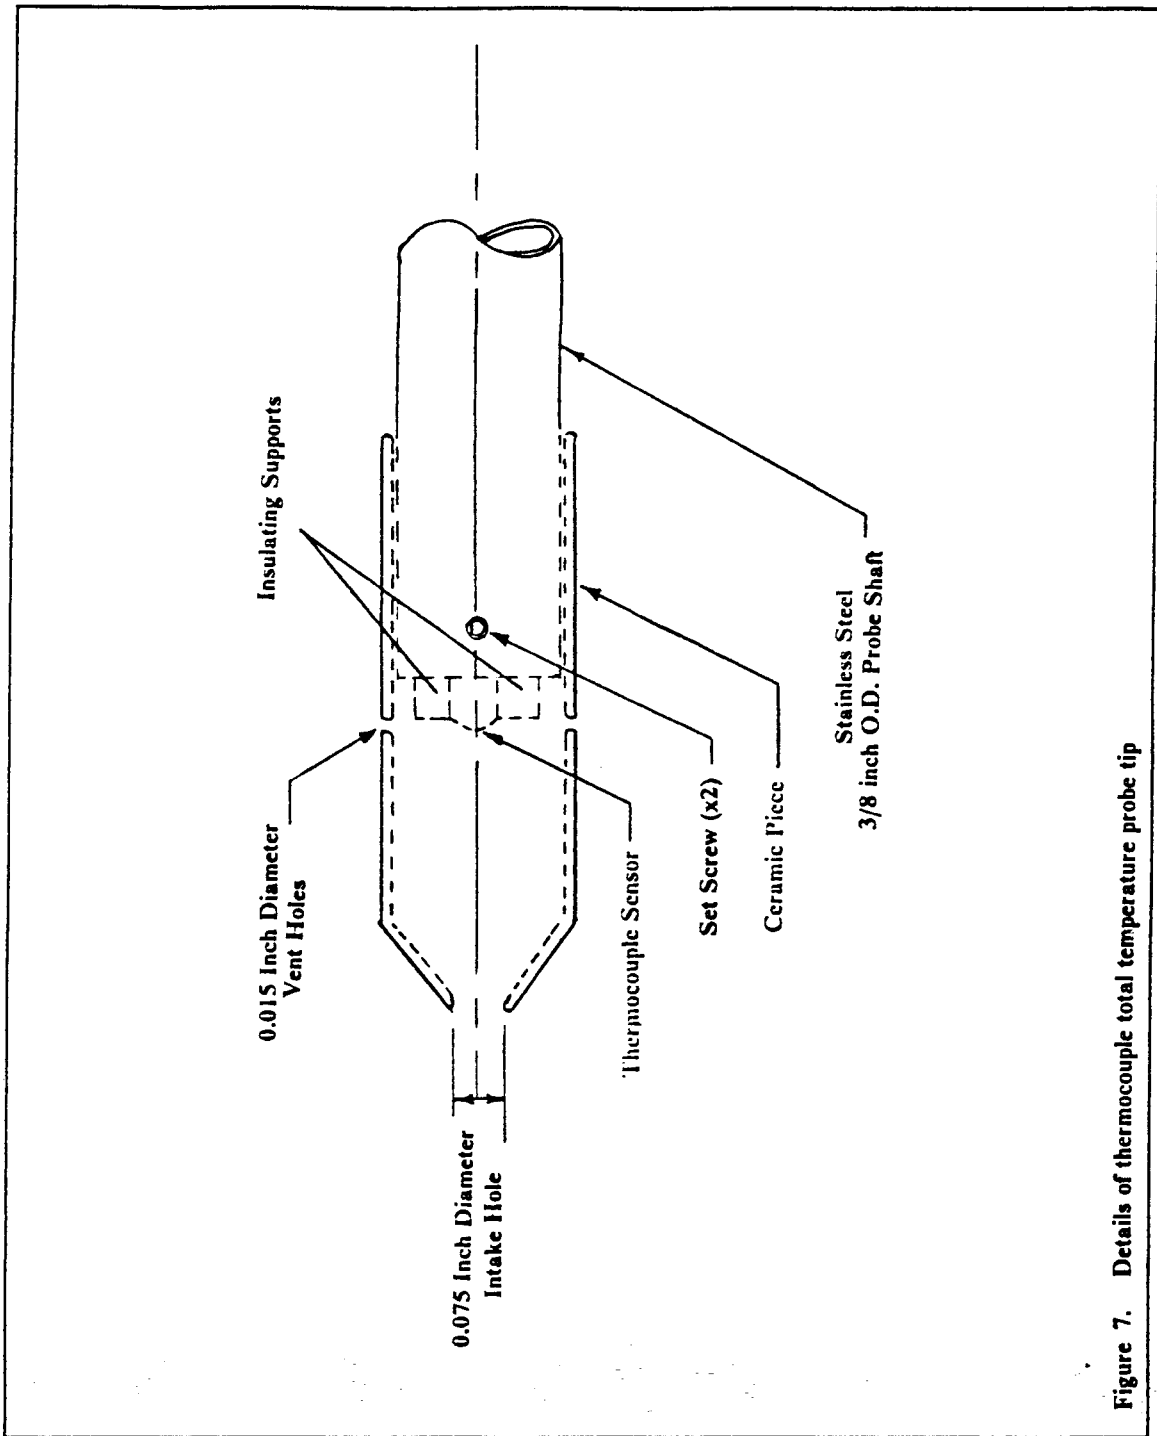 0.075 Inch Diameter
Intake Hole
0.015 Inch Diameter
Vent Holes
Insulating Supports
Thermocouple Sensor
Set Screw (x2)
Ceramic Piece
Stainless Steel
3/8 inch O.D. Probe Shaft
Figure 7. Details of thermocouple total temperature probe tip